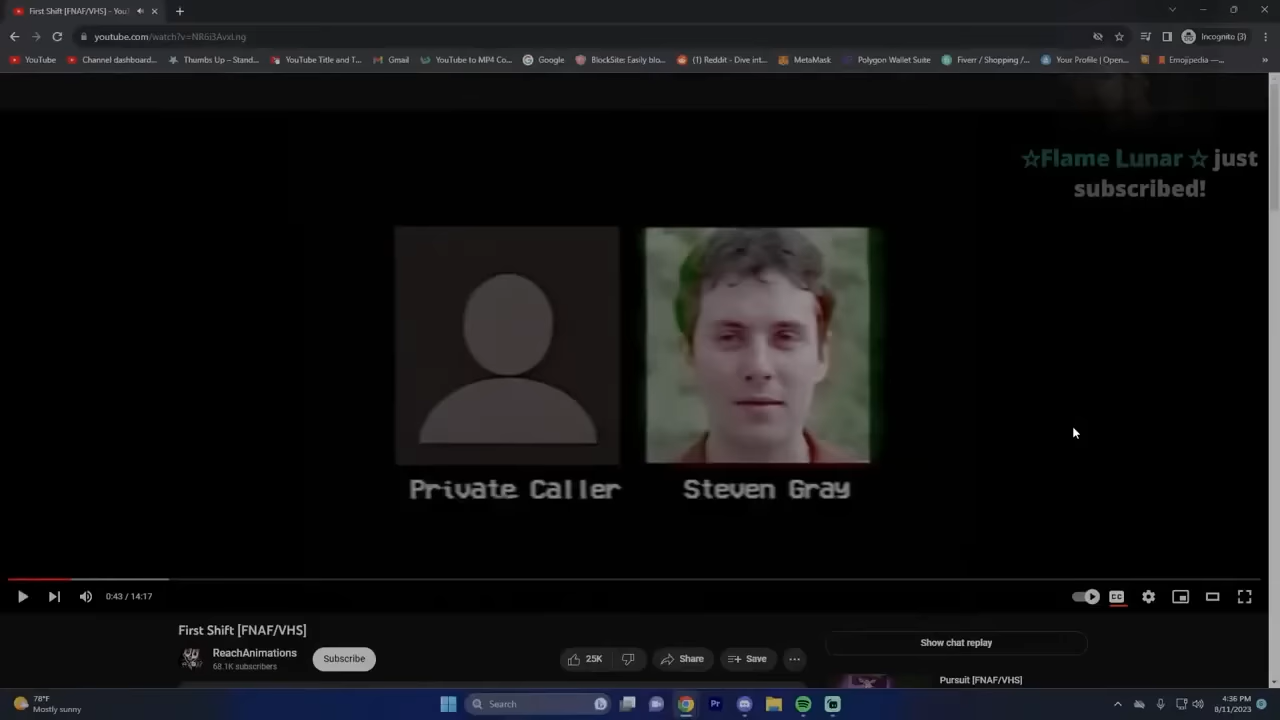 First Shift [FNAF/VHS] - You
youtube.com/watch?v=NR6i3AvxLng
Incognito (3)
YouTube
Channel dashboard...
Thumbs Up – Stand...
YouTube Title and T...
Gmail
YouTube to MP4 Co...
Google
BlockSite: Easily blo...
(1) Reddit - Dive int...
MetaMask
Polygon Wallet Suite
Fiverr / Shopping /...
Your Profile | Open...
Emojipedia —...
»
☆Flame Lunar ☆ just
subscribed!
Private Caller
Steven Gray
0:43 / 14:17
CC
First Shift [FNAF/VHS]
ReachAnimations
68.1K subscribers
Subscribe
25K
Share
Save
Show chat replay
Pursuit [FNAF/VHS]
78°F
Mostly sunny
Search
Pr
4:36 PM
8/11/2023